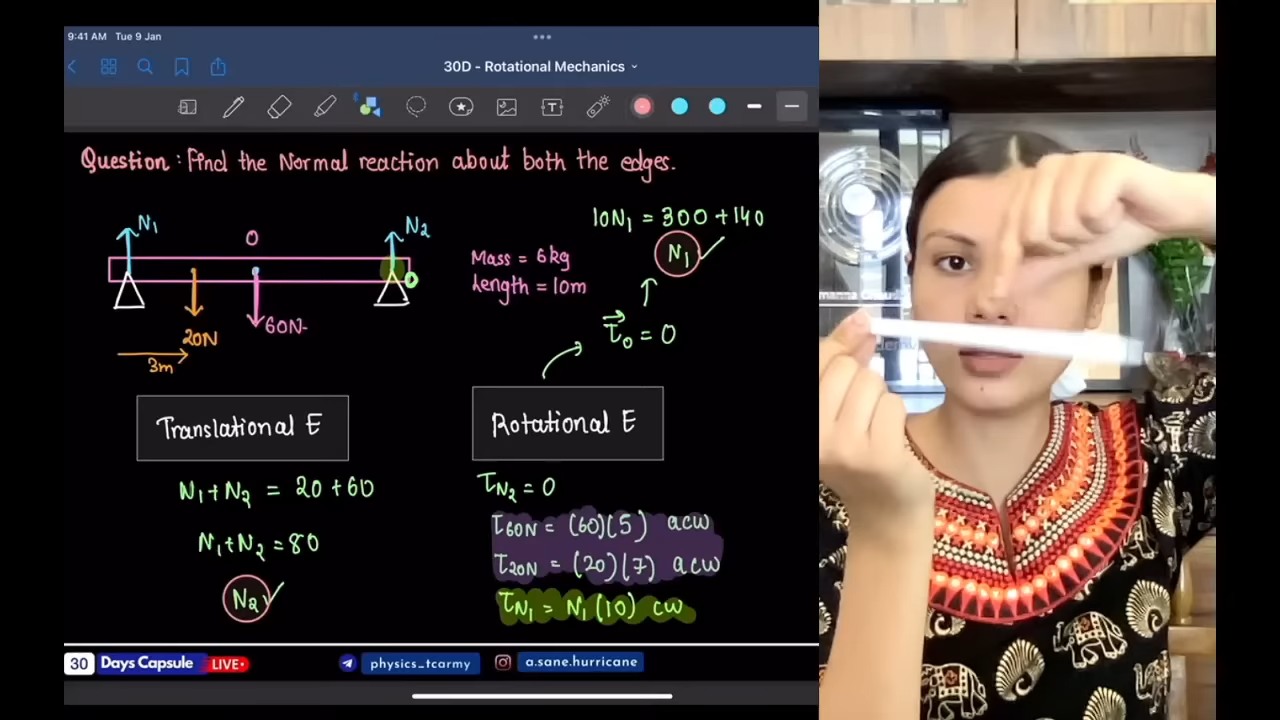 9:41 AM Tue 9 Jan
30D - Rotational Mechanics
Question: Find the Normal reaction about both the edges.
N1
O
N2
10N1 = 300 + 140
N1
Mass = 6kg
Length = 10m
O
20N
60N
τ⃗o = 0
3m
Translational E
Rotational E
N1+N2 = 20+60
τN2 = 0
N1+N2 = 80
τ60N = (60)(5) acw
τ20N = (20)(7) acw
N2
τN1 = N1(10) cw
30 Days Capsule LIVE
physics_tcarmy
a.sane.hurricane